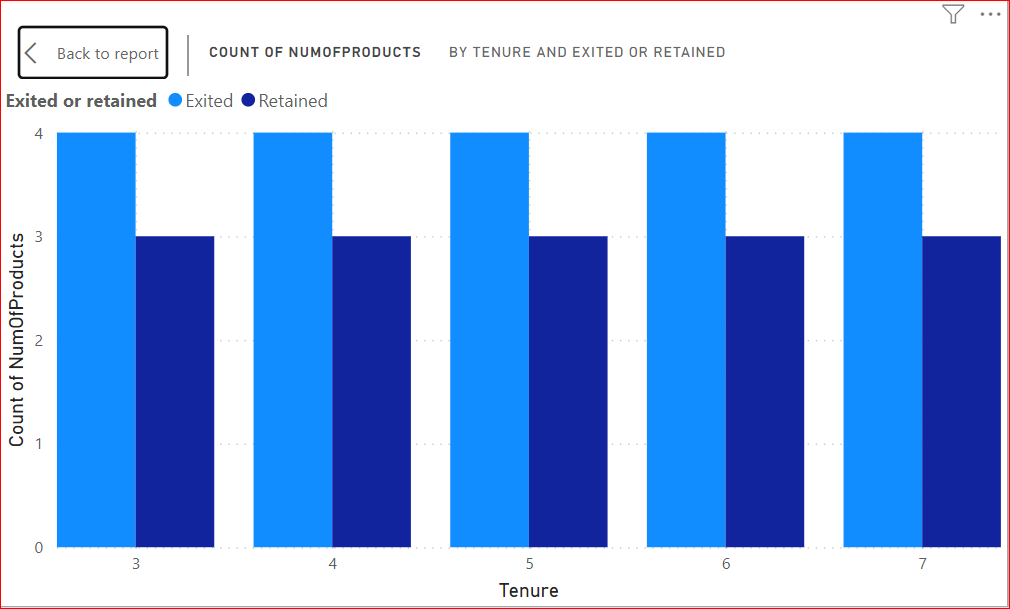 Back to report
COUNT OF NUMOFPRODUCTS BY TENURE AND EXITED OR RETAINED
Exited or retained Exited Retained
Count of NumOfProducts
4
3
2
1
0
3 4 5 6 7
Tenure